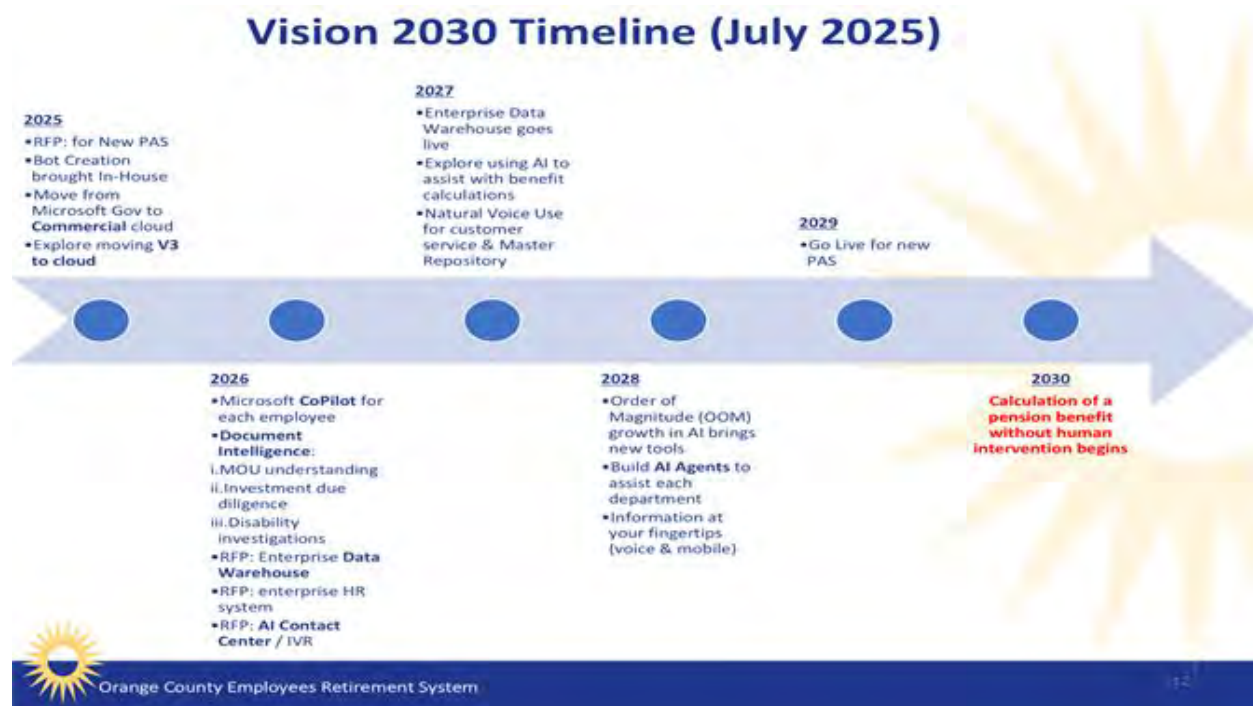 Vision 2030 Timeline (July 2025)
2025
•RFP: for New PAS
•Bot Creation
brought In-House
•Move from
Microsoft Gov to
Commercial cloud
•Explore moving V3
to cloud
2026
•Microsoft CoPilot for
each employee
•Document
Intelligence:
i.MOU understanding
ii.Investment due
diligence
iii.Disability
investigations
•RFP: Enterprise Data
Warehouse
•RFP: enterprise HR
system
•RFP: AI Contact
Center / IVR
2027
•Enterprise Data
Warehouse goes
live
•Explore using AI to
assist with benefit
calculations
•Natural Voice Use
for customer
service & Master
Repository
2028
•Order of
Magnitude (OOM)
growth in AI brings
new tools
•Build AI Agents to
assist each
department
•Information at
your fingertips
(voice & mobile)
2029
•Go Live for new
PAS
2030
Calculation of a
pension benefit
without human
intervention begins
Orange County Employees Retirement System